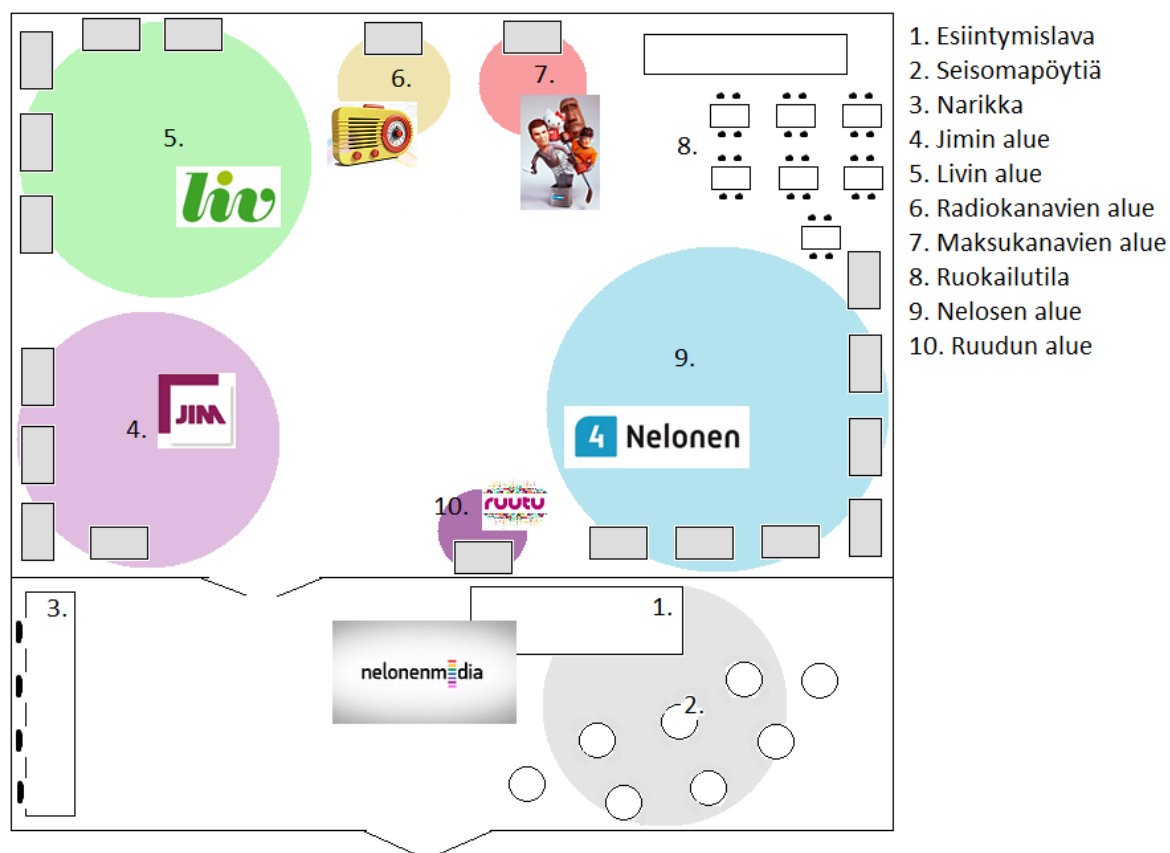 1. Esiintymislava
2. Seisomapöytiä
3. Narikka
4. Jimin alue
5. Livin alue
6. Radiokanavien alue
7. Maksukanavien alue
8. Ruokailutila
9. Nelosen alue
10. Ruudun alue
6.
7.
5.
8.
liv
9.
JIM
4.
4 Nelonen
10.
ruutu
3.
1.
nelonenmedia
2.